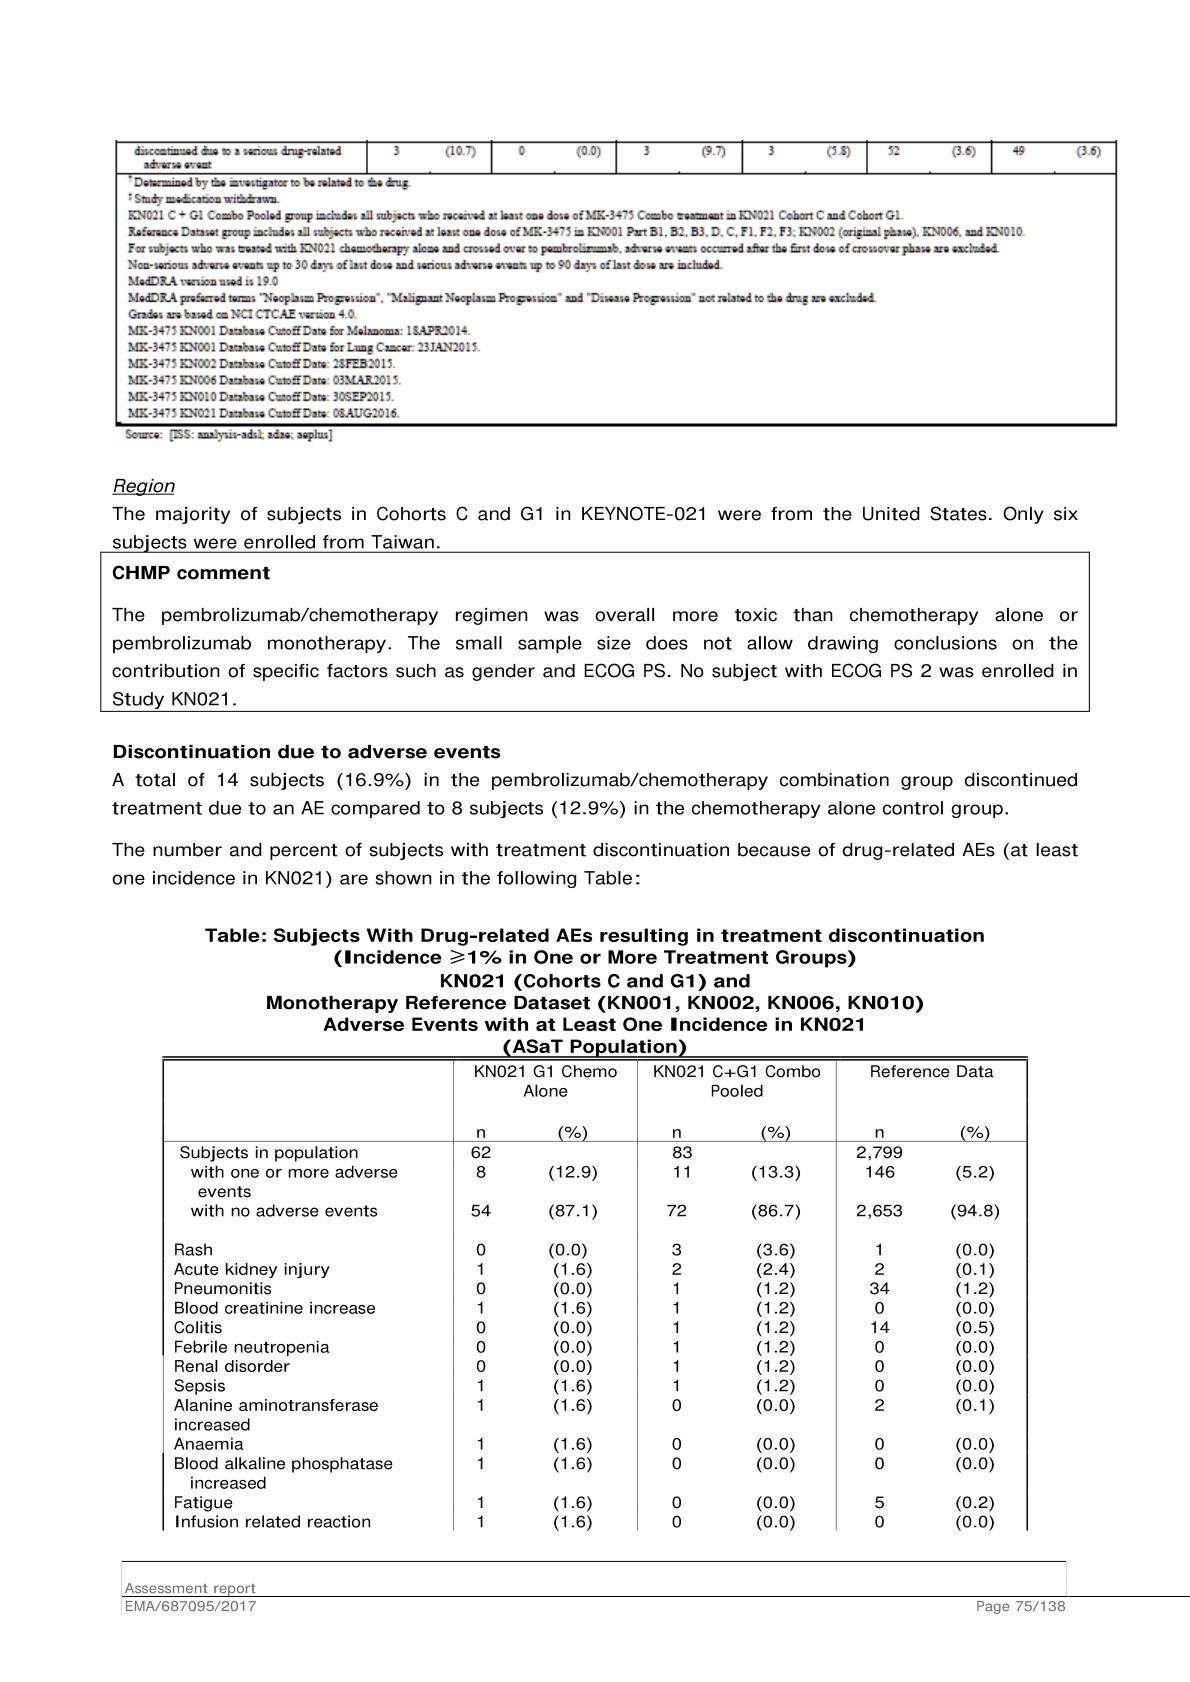 discontinued due to a serious drug-related 3 (10.7) 0 (0.0) 3 (9.7) 3 (5.8) 52 (3.6) 49 (3.6)
adverse event
† Determined by the investigator to be related to the drug.
‡ Study medication withdrawn.
KN021 C + G1 Combo Pooled group includes all subjects who received at least one dose of MK-3475 Combo treatment in KN021 Cohort C and Cohort G1.
Reference Dataset group includes all subjects who received at least one dose of MK-3475 in KN001 Part B1, B2, B3, D, C, F1, F2, F3; KN002 (original phase), KN006, and KN010.
For subjects who was treated with KN021 chemotherapy alone and crossed over to pembrolizumab, adverse events occurred after the first dose of crossover phase are excluded.
Non-serious adverse events up to 30 days of last dose and serious adverse events up to 90 days of last dose are included.
MedDRA version used is 19.0
MedDRA preferred terms "Neoplasm Progression", "Malignant Neoplasm Progression" and "Disease Progression" not related to the drug are excluded.
Grades are based on NCI CTCAE version 4.0.
MK-3475 KN001 Database Cutoff Date for Melanoma: 18APR2014.
MK-3475 KN001 Database Cutoff Date for Lung Cancer: 23JAN2015.
MK-3475 KN002 Database Cutoff Date: 28FEB2015.
MK-3475 KN006 Database Cutoff Date: 03MAR2015.
MK-3475 KN010 Database Cutoff Date: 30SEP2015.
MK-3475 KN021 Database Cutoff Date: 08AUG2016.
Source: [ISS: analysis-adsl; adae; aeplus]
Region
The majority of subjects in Cohorts C and G1 in KEYNOTE-021 were from the United States. Only six
subjects were enrolled from Taiwan.
CHMP comment
The pembrolizumab/chemotherapy regimen was overall more toxic than chemotherapy alone or
pembrolizumab monotherapy. The small sample size does not allow drawing conclusions on the
contribution of specific factors such as gender and ECOG PS. No subject with ECOG PS 2 was enrolled in
Study KN021.
Discontinuation due to adverse events
A total of 14 subjects (16.9%) in the pembrolizumab/chemotherapy combination group discontinued
treatment due to an AE compared to 8 subjects (12.9%) in the chemotherapy alone control group.
The number and percent of subjects with treatment discontinuation because of drug-related AEs (at least
one incidence in KN021) are shown in the following Table:
Table: Subjects With Drug-related AEs resulting in treatment discontinuation
(Incidence ≥1% in One or More Treatment Groups)
KN021 (Cohorts C and G1) and
Monotherapy Reference Dataset (KN001, KN002, KN006, KN010)
Adverse Events with at Least One Incidence in KN021
(ASaT Population)
KN021 G1 Chemo KN021 C+G1 Combo Reference Data
Alone Pooled
n (%) n (%) n (%)
Subjects in population 62 83 2,799
with one or more adverse 8 (12.9) 11 (13.3) 146 (5.2)
events
with no adverse events 54 (87.1) 72 (86.7) 2,653 (94.8)
Rash 0 (0.0) 3 (3.6) 1 (0.0)
Acute kidney injury 1 (1.6) 2 (2.4) 2 (0.1)
Pneumonitis 0 (0.0) 1 (1.2) 34 (1.2)
Blood creatinine increase 1 (1.6) 1 (1.2) 0 (0.0)
Colitis 0 (0.0) 1 (1.2) 14 (0.5)
Febrile neutropenia 0 (0.0) 1 (1.2) 0 (0.0)
Renal disorder 0 (0.0) 1 (1.2) 0 (0.0)
Sepsis 1 (1.6) 1 (1.2) 0 (0.0)
Alanine aminotransferase 1 (1.6) 0 (0.0) 2 (0.1)
increased
Anaemia 1 (1.6) 0 (0.0) 0 (0.0)
Blood alkaline phosphatase 1 (1.6) 0 (0.0) 0 (0.0)
increased
Fatigue 1 (1.6) 0 (0.0) 5 (0.2)
Infusion related reaction 1 (1.6) 0 (0.0) 0 (0.0)
Assessment report
EMA/687095/2017 Page 75/138